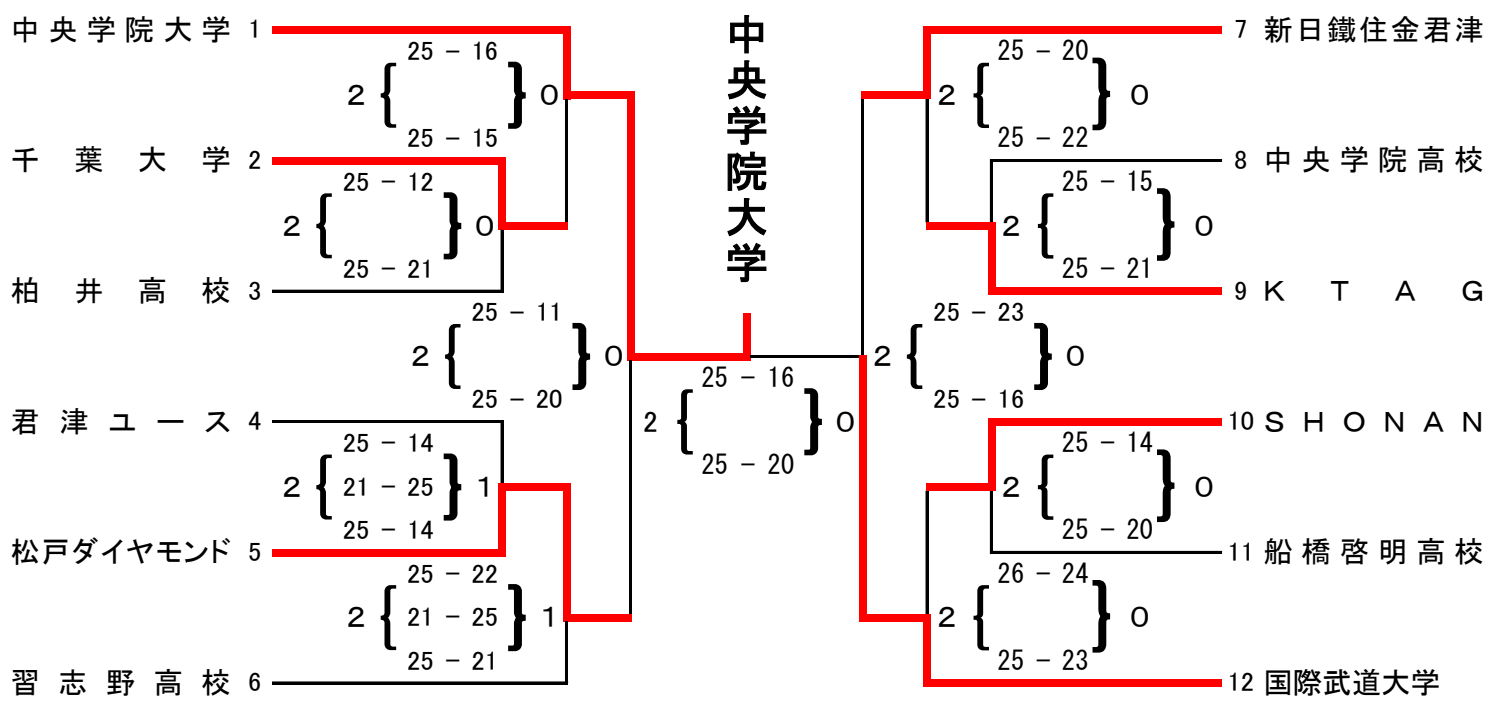 中央学院大学 1
25 － 16
2 { } 0
25 － 15
千葉大学 2
25 － 12
2 { } 0
25 － 21
柏井高校 3
25 － 11
2 { } 0
25 － 20
君津ユース 4
25 － 14
2 { 21 － 25 } 1
25 － 14
松戸ダイヤモンド 5
25 － 22
2 { 21 － 25 } 1
25 － 21
習志野高校 6
中央学院大学
25 － 16
2 { } 0
25 － 20
7 新日鐵住金君津
25 － 20
2 { } 0
25 － 22
8 中央学院高校
25 － 15
2 { } 0
25 － 21
9 ＫＴＡＧ
25 － 23
2 { } 0
25 － 16
10 ＳＨＯＮＡＮ
25 － 14
2 { } 0
25 － 20
11 船橋啓明高校
26 － 24
2 { } 0
25 － 23
12 国際武道大学